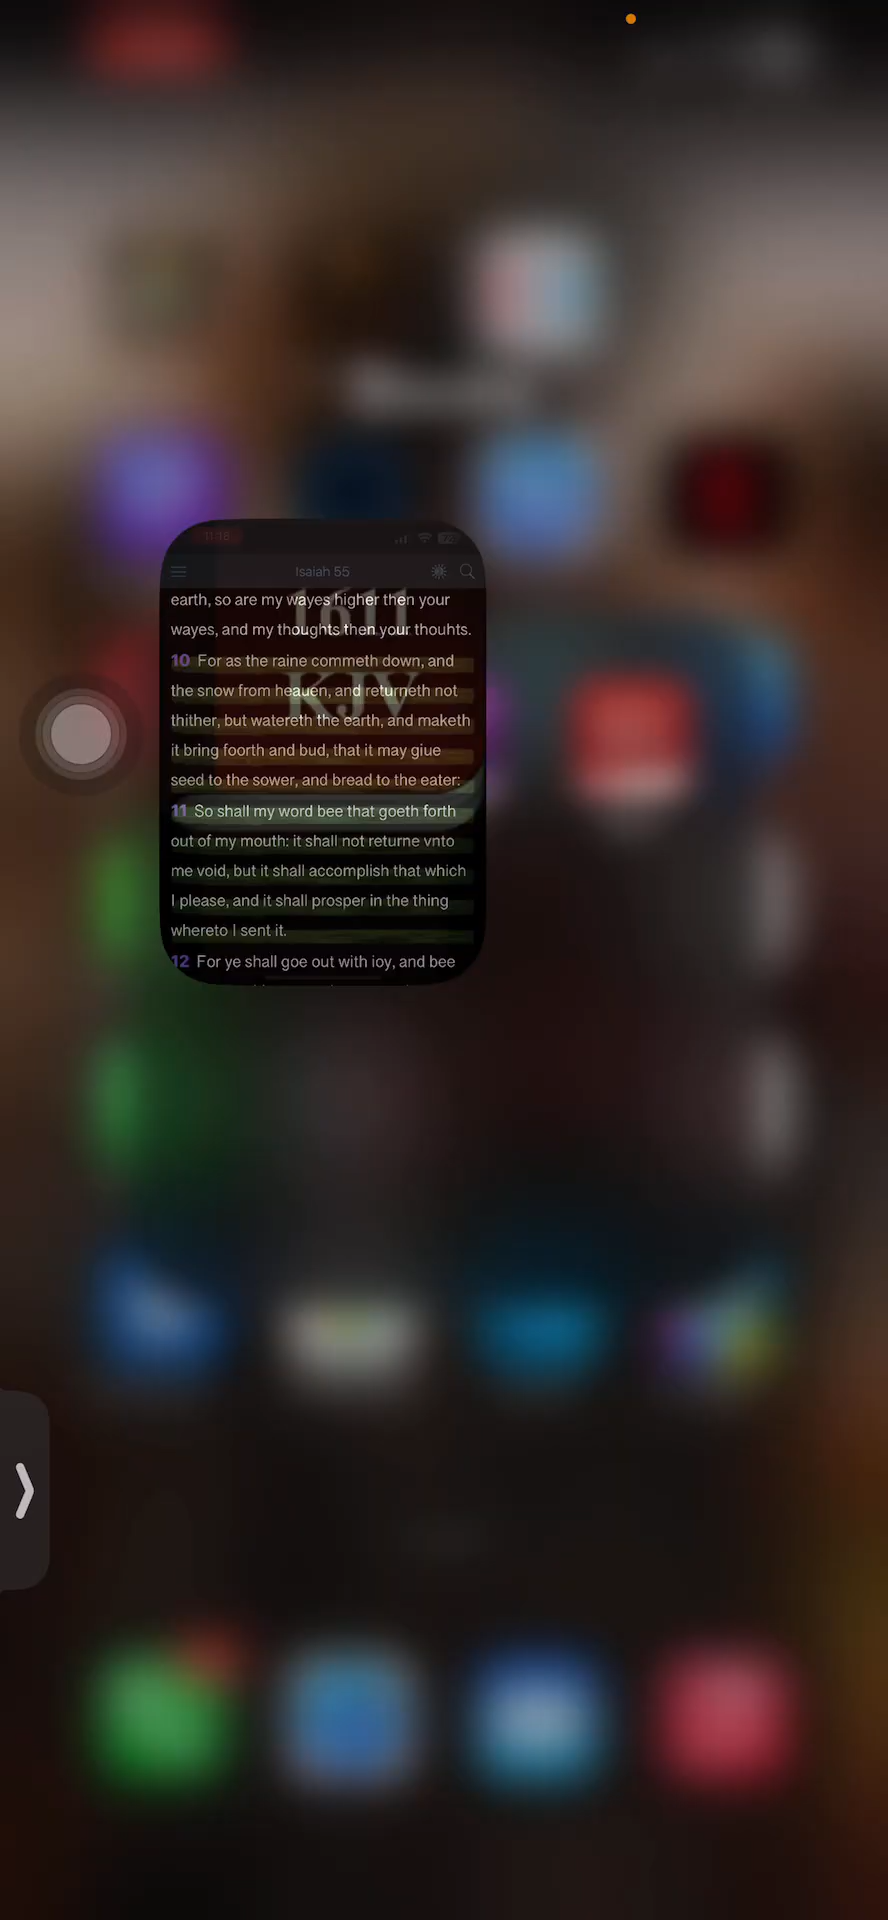 11:18
Isaiah 55
earth, so are my wayes higher then your
wayes, and my thoughts then your thouhts.
10 For as the raine commeth down, and
the snow from heauen, and returneth not
thither, but watereth the earth, and maketh
it bring foorth and bud, that it may giue
seed to the sower, and bread to the eater:
11 So shall my word bee that goeth forth
out of my mouth: it shall not returne vnto
me void, but it shall accomplish that which
I please, and it shall prosper in the thing
whereto I sent it.
12 For ye shall goe out with ioy, and bee
1611
KJV